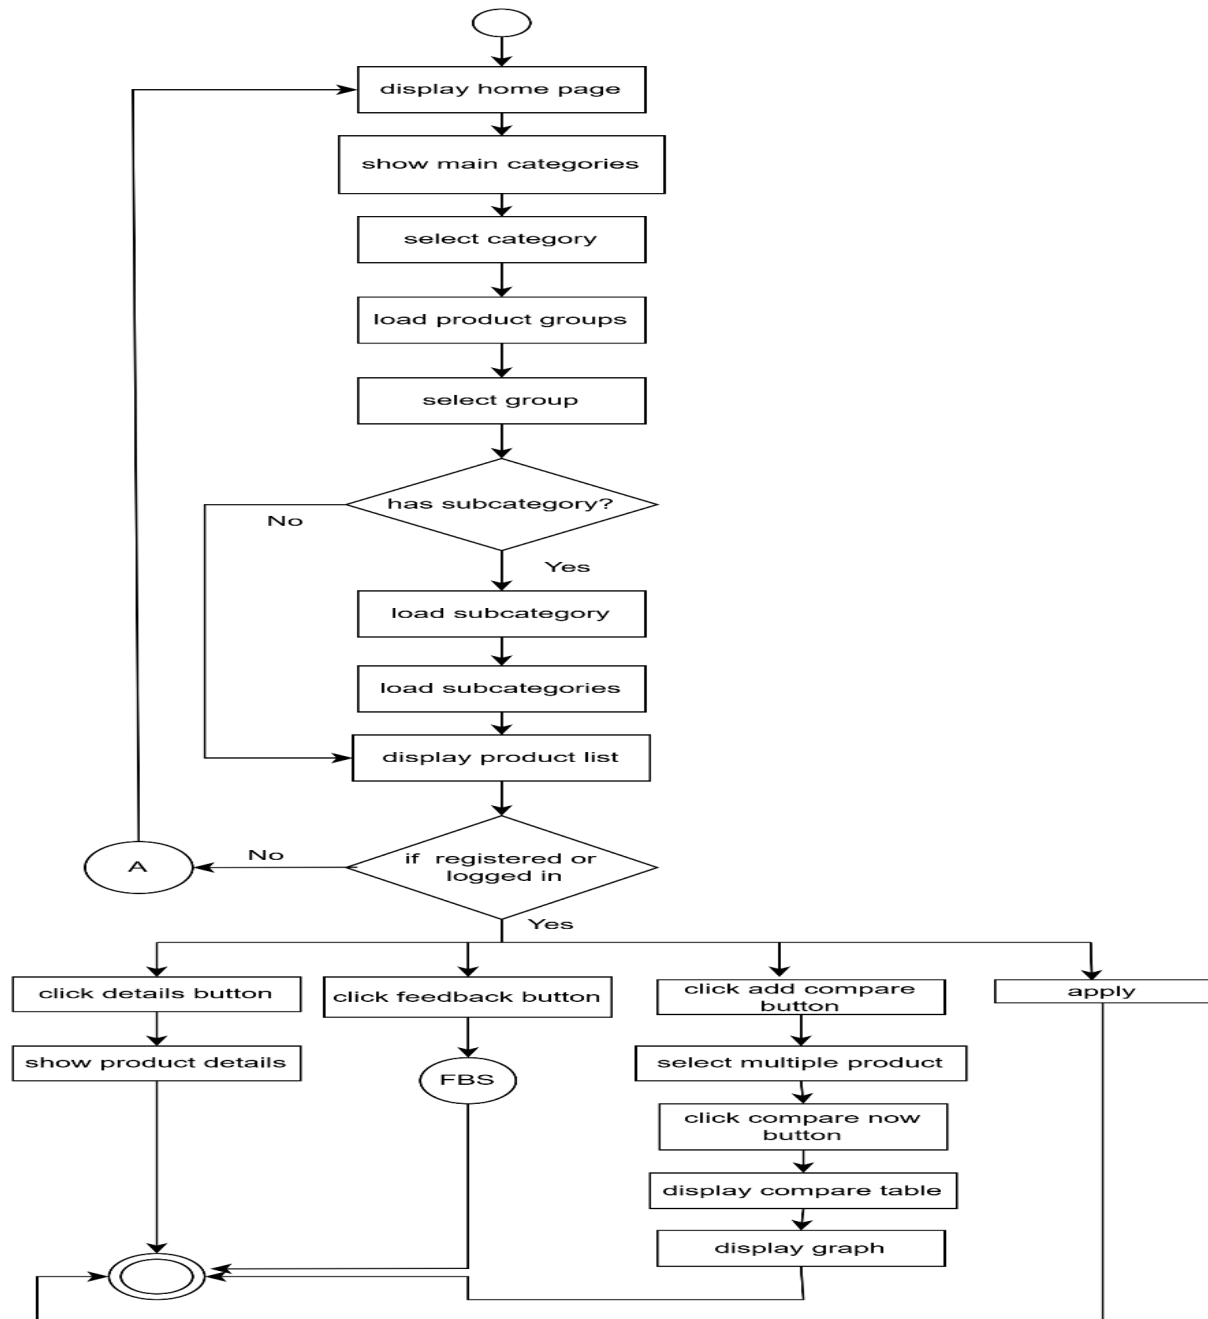 display home page
show main categories
select category
load product groups
select group
has subcategory?
No
Yes
load subcategory
load subcategories
display product list
if registered or
logged in
No
A
Yes
click details button
click feedback button
click add compare
button
apply
show product details
FBS
select multiple product
click compare now
button
display compare table
display graph